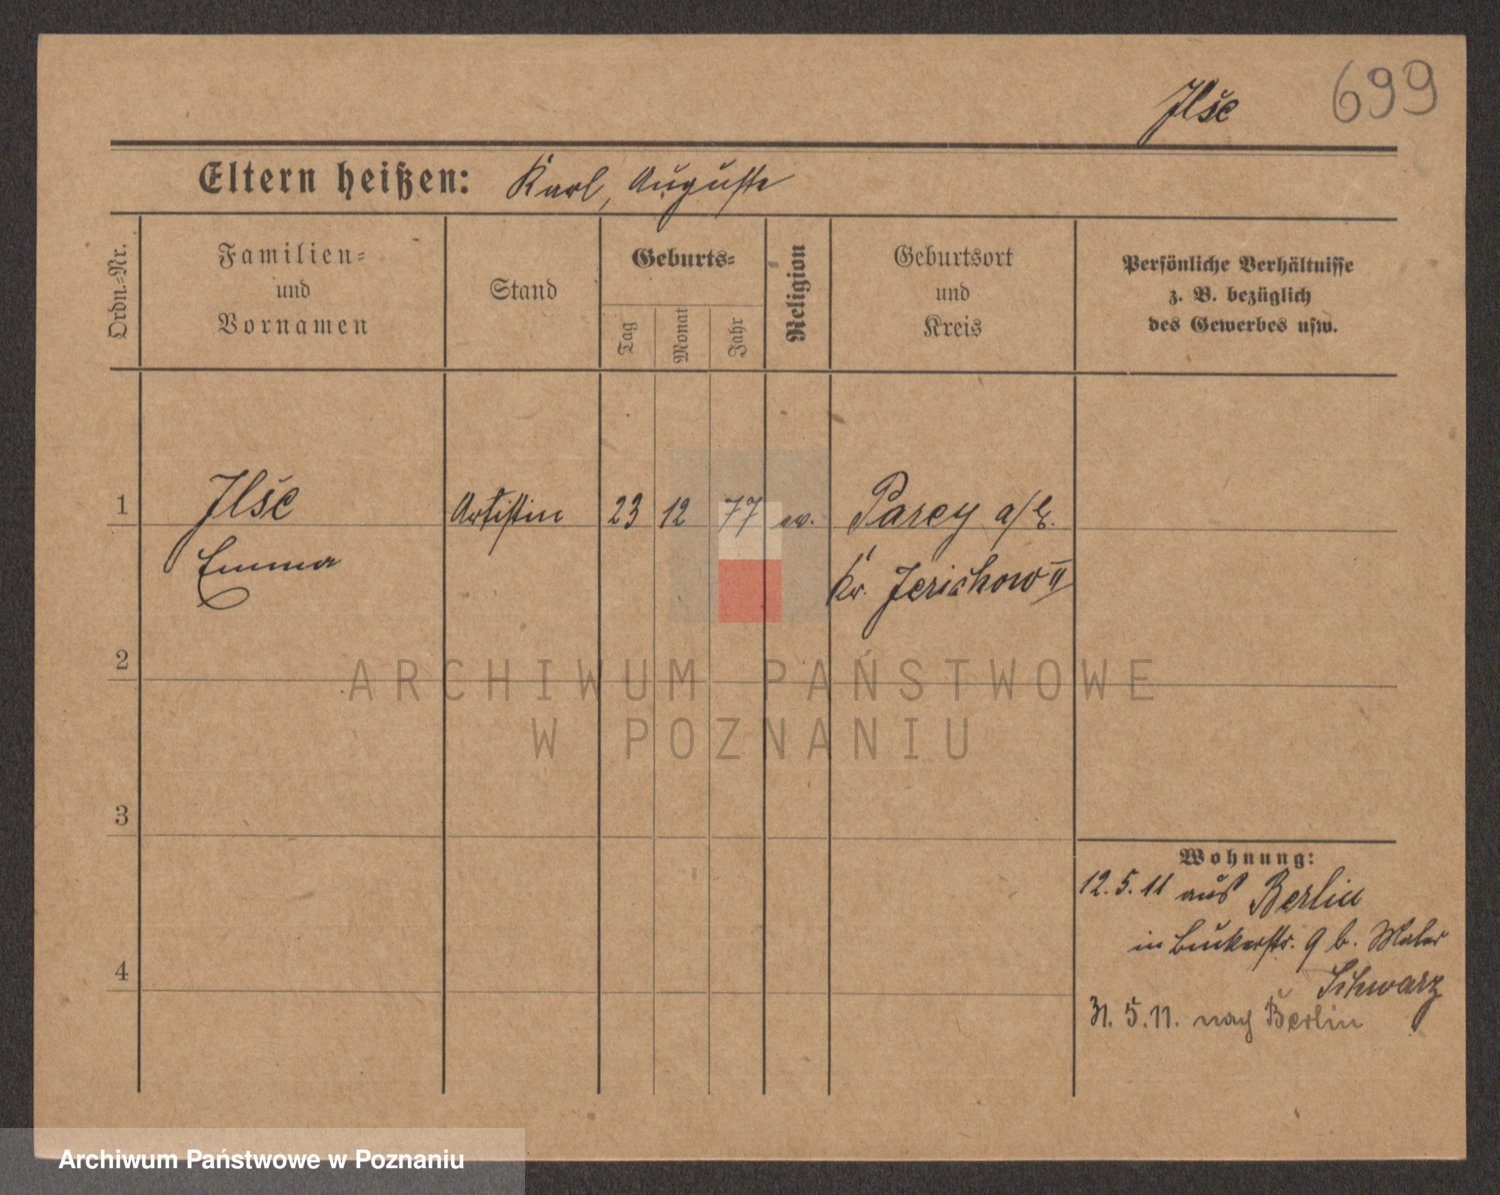 Ilse 699
Eltern heißen: Karl, Auguste
Ordn.-Nr.
Familien-
und
Vornamen
Stand
Geburts-
Tag
Monat
Jahr
Religion
Geburtsort
und
Kreis
Persönliche Verhältnisse
z. B. bezüglich
des Gewerbes usw.
1 Ilse Artistin 23 12 77 ev. Parey a/E.
Emma Kr. Jerichow II
2
ARCHIWUM PAŃSTWOWE
W POZNANIU
3
Wohnung:
12.5.11 aus Berlin
in 9 b. Maler
Schwarz
4
31.5.11. nach Berlin
Archiwum Państwowe w Poznaniu